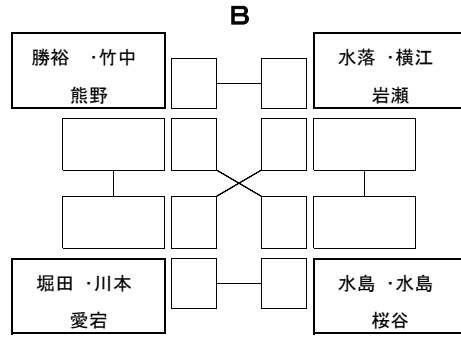 B
勝裕 ・竹中
熊野
水落 ・横江
岩瀬
堀田 ・川本
愛宕
水島 ・水島
桜谷